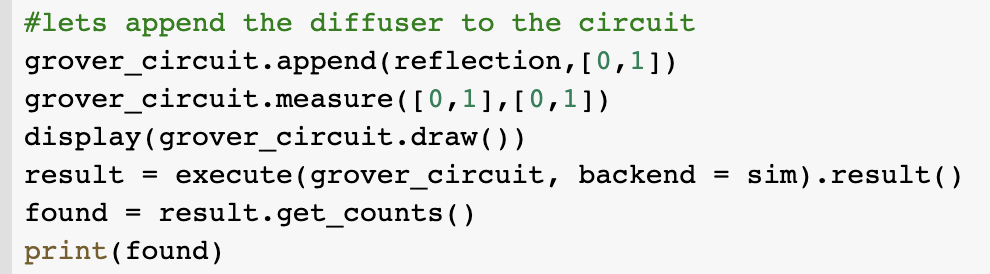 #lets append the diffuser to the circuit
grover_circuit.append(reflection,[0,1])
grover_circuit.measure([0,1],[0,1])
display(grover_circuit.draw())
result = execute(grover_circuit, backend = sim).result()
found = result.get_counts()
print(found)